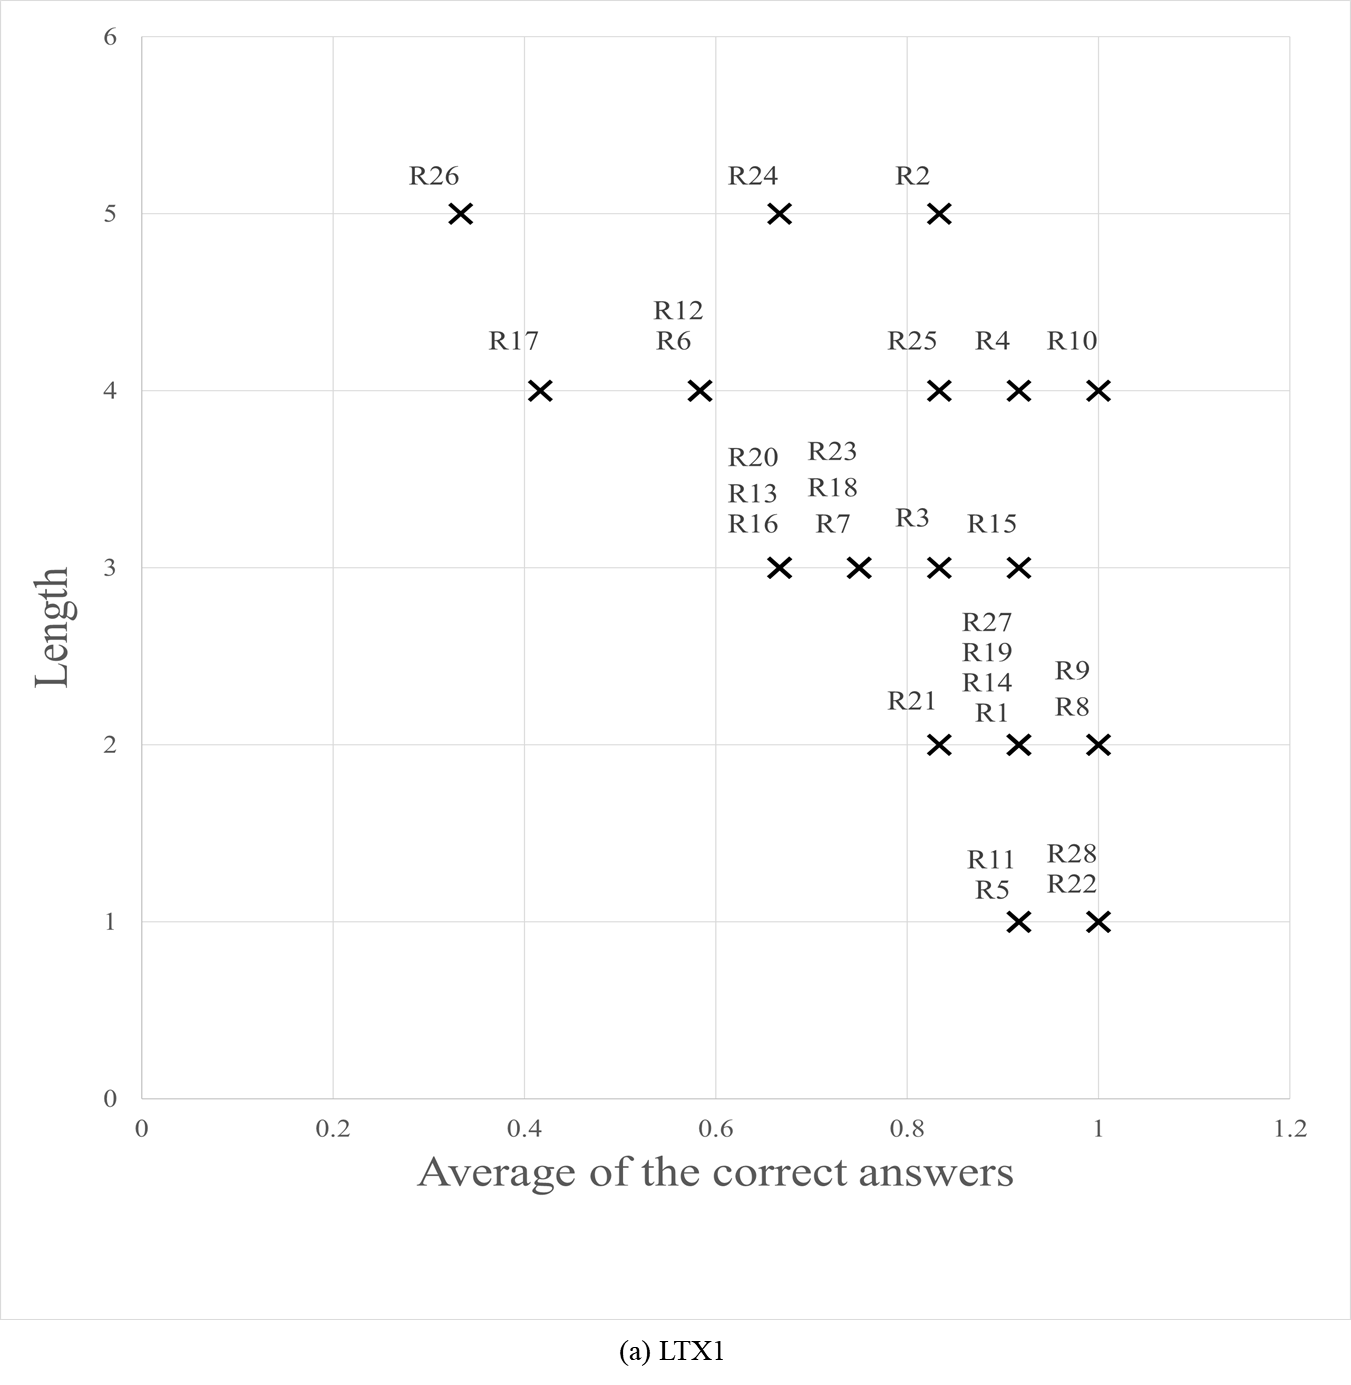 6
R26 R24 R2
5
R12
R17 R6 R25 R4 R10
4
R20 R23
R13 R18
R16 R7 R3 R15
3
R27
R19 R9
R14 R8
R21 R1
2
R11 R28
R5 R22
1
0
0 0.2 0.4 0.6 0.8 1 1.2
Length
Average of the correct answers
(a) LTX1